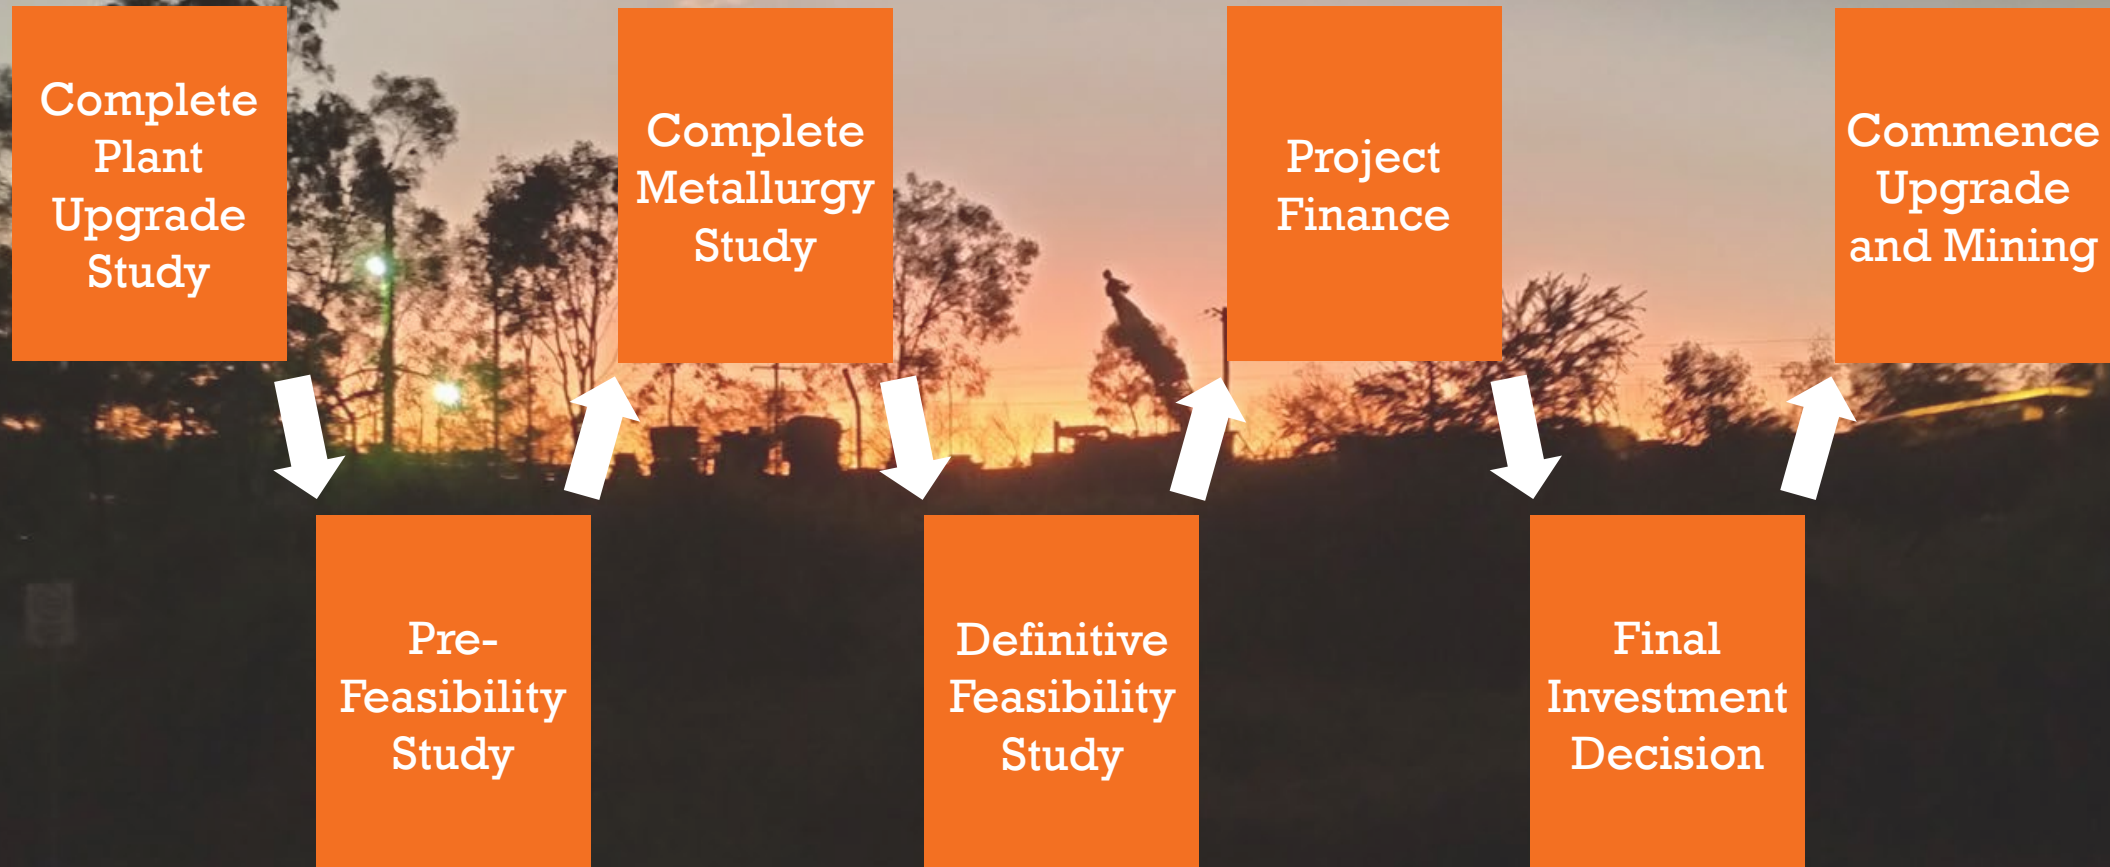 Complete
Plant
Upgrade
Study
Pre-
Feasibility
Study
Complete
Metallurgy
Study
Definitive
Feasibility
Study
Project
Finance
Final
Investment
Decision
Commence
Upgrade
and Mining